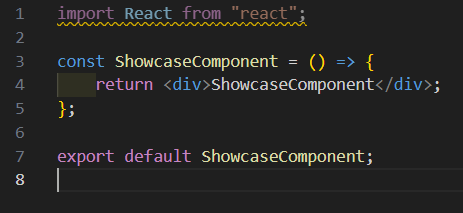 1 import React from "react";
2
3 const ShowcaseComponent = () => {
4     return <div>ShowcaseComponent</div>;
5 };
6
7 export default ShowcaseComponent;
8